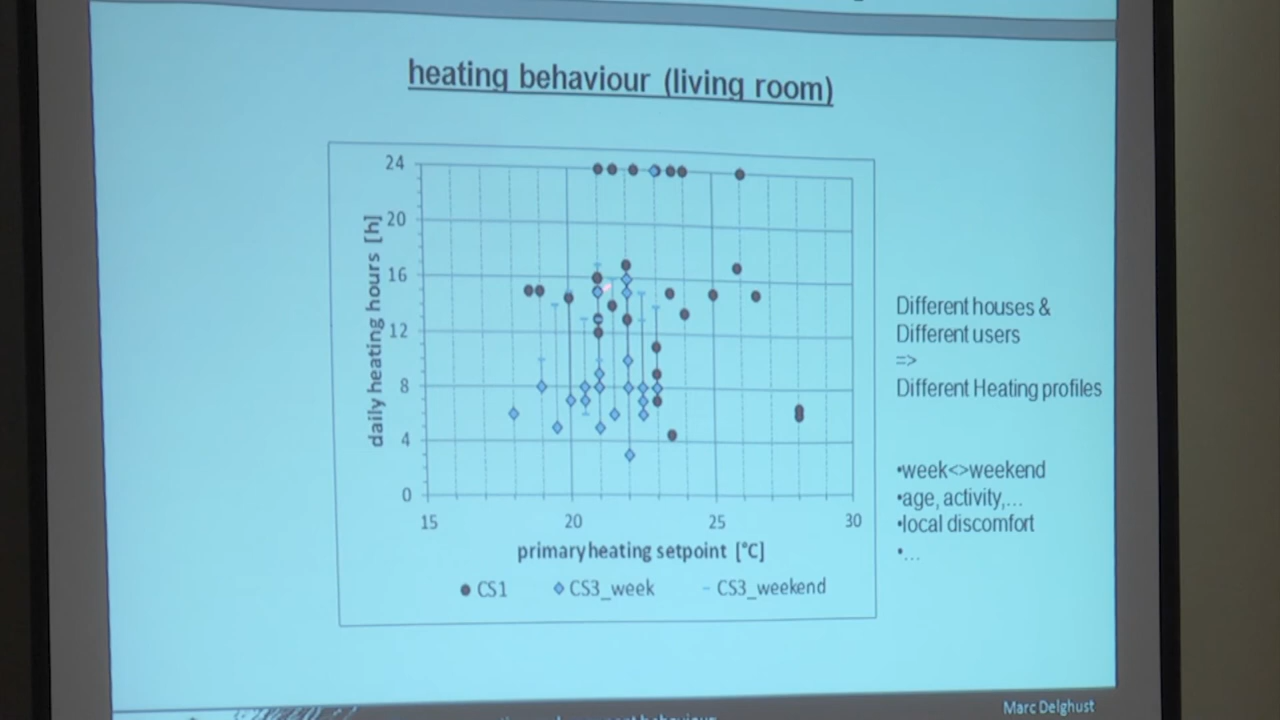 heating behaviour (living room)
24
20
16
12
8
4
0
daily heating hours [h]
15 20 25 30
primary heating setpoint [°C]
CS1 CS3_week CS3_weekend
Different houses &
Different users
=>
Different Heating profiles
•week<>weekend
•age, activity,...
•local discomfort
•...
behaviour
Marc Delghust